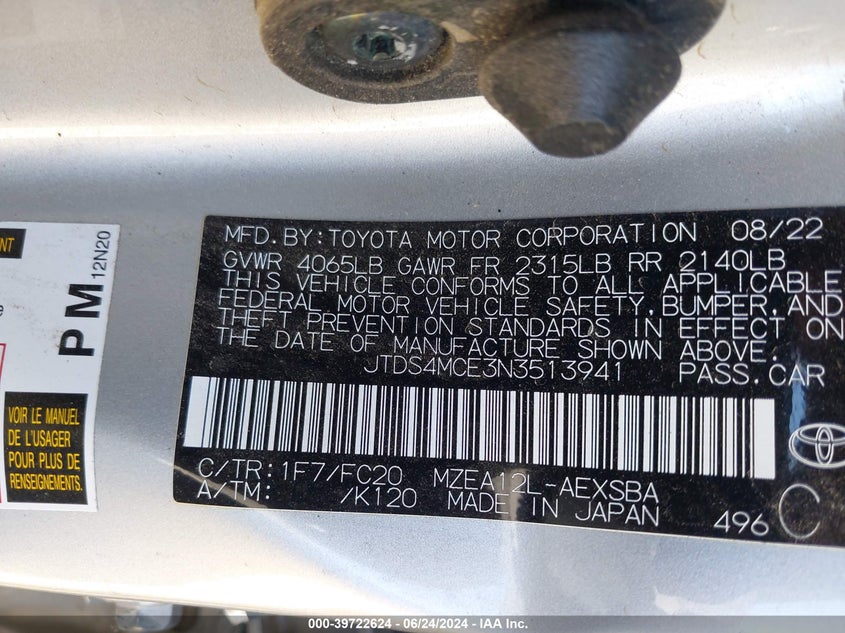 MENT
PM 12N20
VOIR LE MANUEL
DE L'USAGER
POUR PLUS DE
RENSEIGNEMENTS.
MFD.BY:TOYOTA MOTOR CORPORATION 08/22
GVWR 4065LB GAWR FR 2315LB RR 2140LB
THIS VEHICLE CONFORMS TO ALL APPLICABLE
FEDERAL MOTOR VEHICLE SAFETY,BUMPER,AND
THEFT PREVENTION STANDARDS IN EFFECT ON
THE DATE OF MANUFACTURE SHOWN ABOVE.
JTDS4MCE3N3513941 PASS.CAR
C/TR:1F7/FC20 MZEA12L-AEXSBA
A/TM: /K120 MADE IN JAPAN 496 C
000-39722624 - 06/24/2024 - IAA Inc.